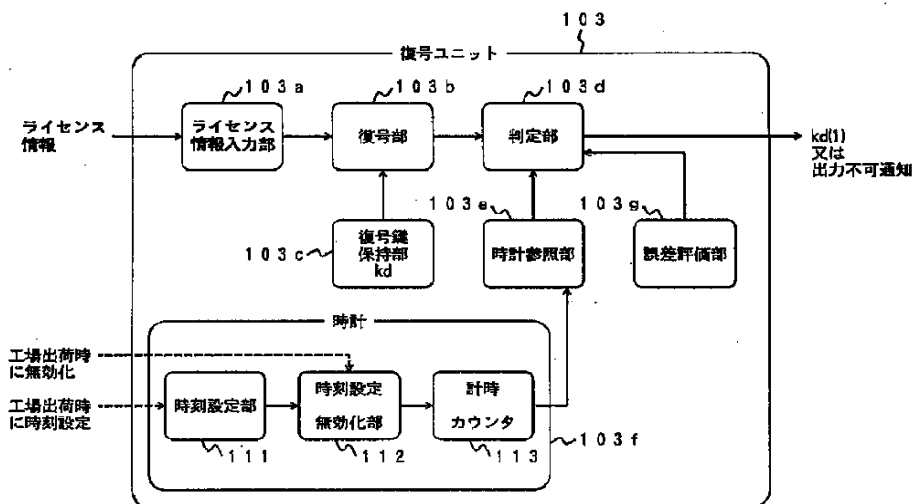 103
復号ユニット
103a
103b
103d
ライセンス
情報
ライセンス
情報入力部
復号部
判定部
kd(1)
又は
出力不可通知
103e
103g
103c
復号鍵
保持部
kd
時計参照部
誤差評価部
時計
工場出荷時
に無効化
工場出荷時
に時刻設定
時刻設定部
時刻設定
無効化部
計時
カウンタ
103f
111
112
113